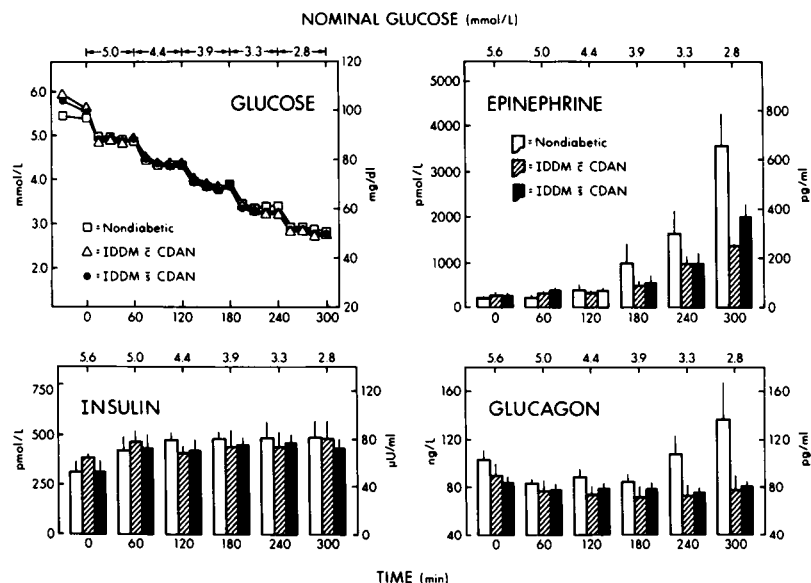 NOMINAL GLUCOSE (mmol/L)
5.0 4.4 3.9 3.3 2.8
6.0
5.0
4.0
3.0
2.0
mmol/L
120
100
80
60
40
20
mg/dl
GLUCOSE
□ = Nondiabetic
△ = IDDM c̄ CDAN
● = IDDM s̄ CDAN
0 60 120 180 240 300
5.6 5.0 4.4 3.9 3.3 2.8
5000
4000
3000
2000
1000
0
pmol/L
800
600
400
200
0
pg/ml
EPINEPHRINE
= Nondiabetic
= IDDM c̄ CDAN
= IDDM s̄ CDAN
0 60 120 180 240 300
5.6 5.0 4.4 3.9 3.3 2.8
750
500
250
0
pmol/L
120
80
40
0
μU/ml
INSULIN
0 60 120 180 240 300
5.6 5.0 4.4 3.9 3.3 2.8
160
120
80
40
ng/L
160
120
80
40
pg/ml
GLUCAGON
0 60 120 180 240 300
TIME (min)